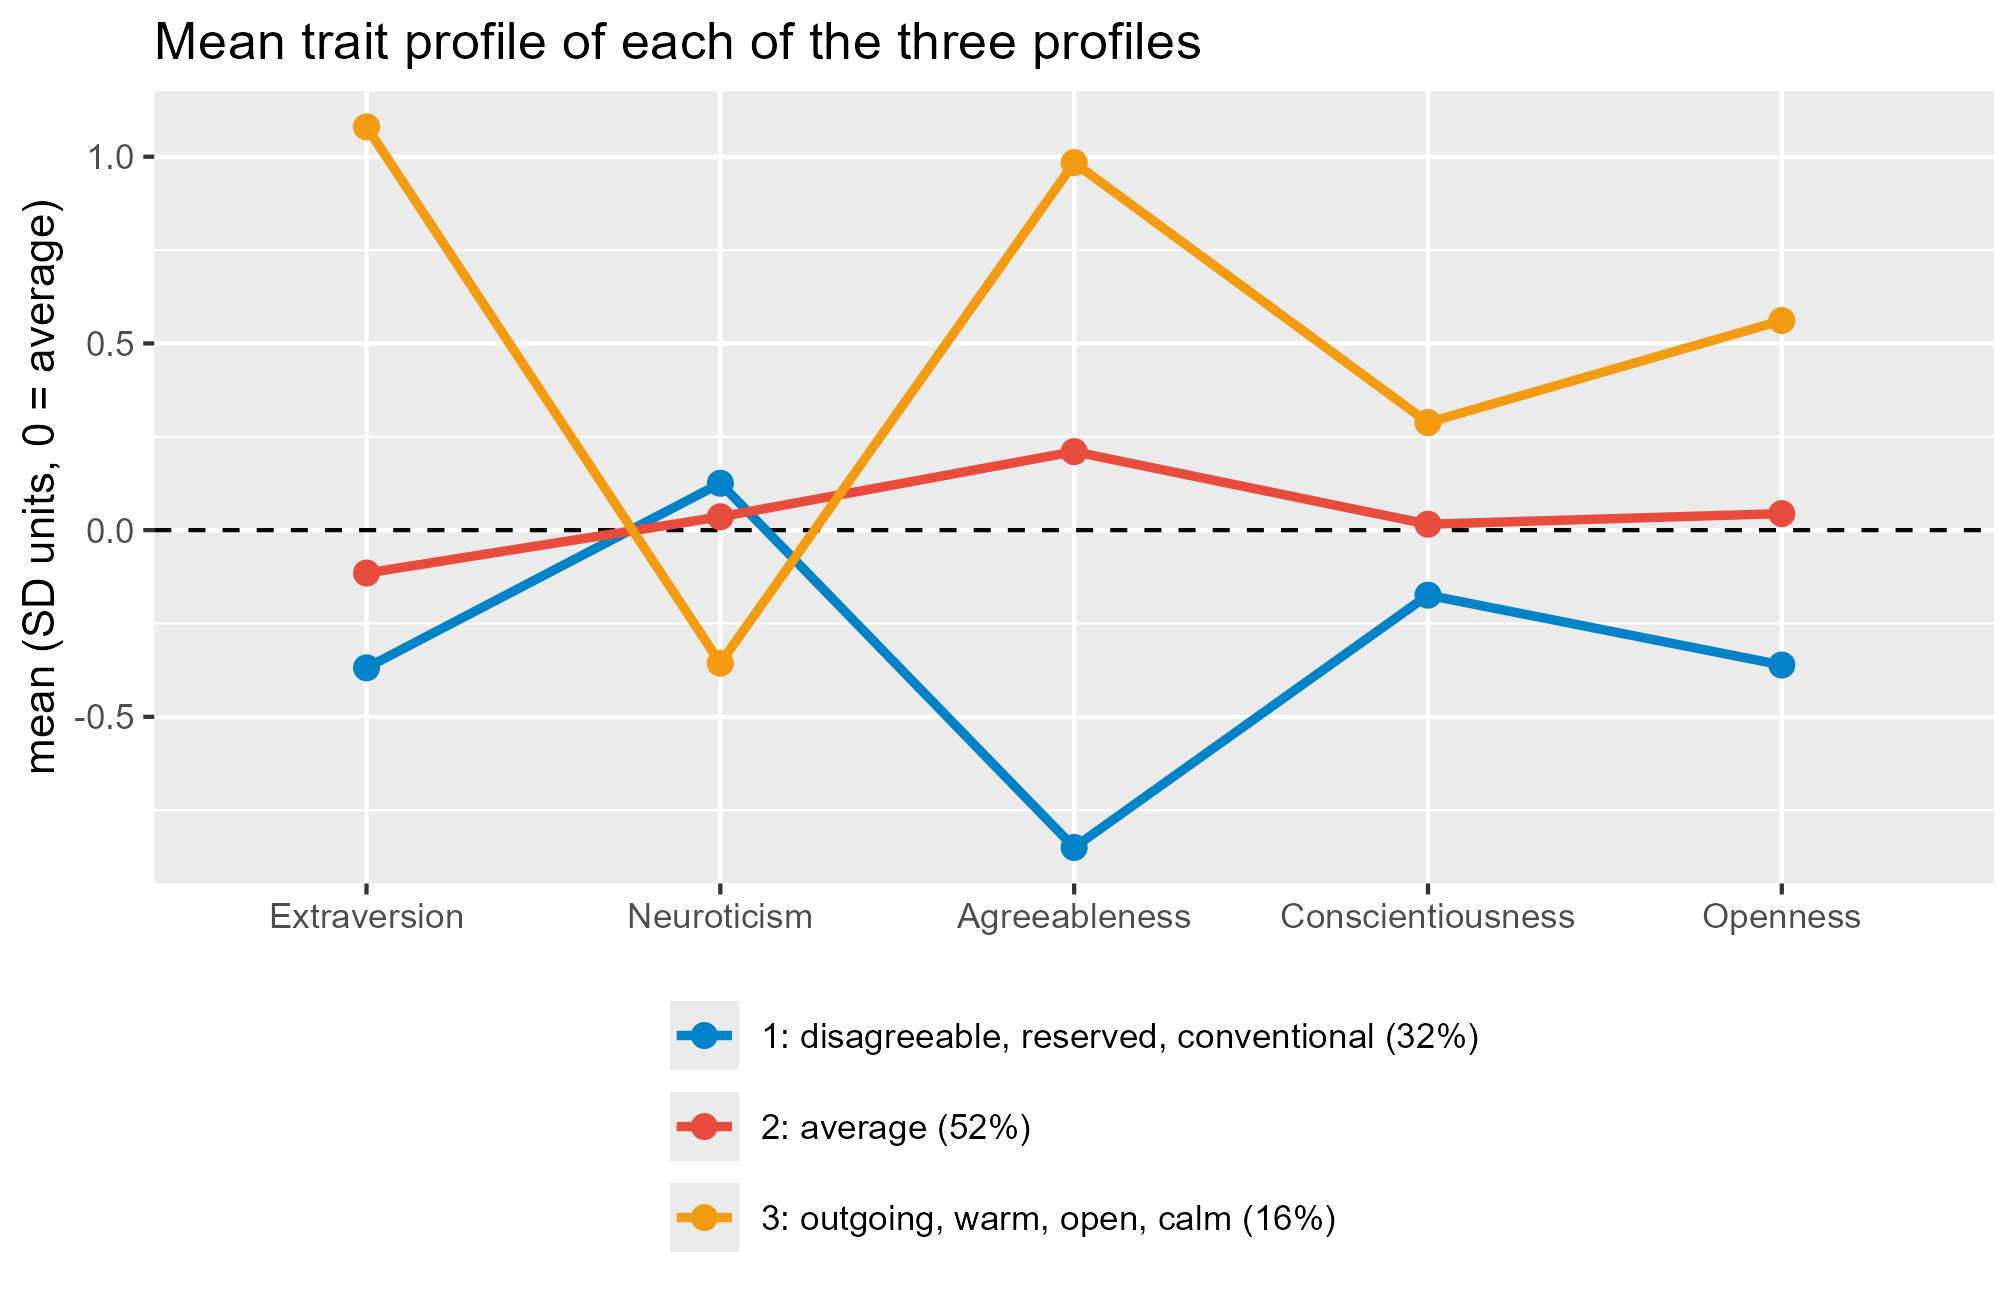 Mean trait profile of each of the three profiles
mean (SD units, 0 = average)
1.0
0.5
0.0
-0.5
Extraversion
Neuroticism
Agreeableness
Conscientiousness
Openness
1: disagreeable, reserved, conventional (32%)
2: average (52%)
3: outgoing, warm, open, calm (16%)